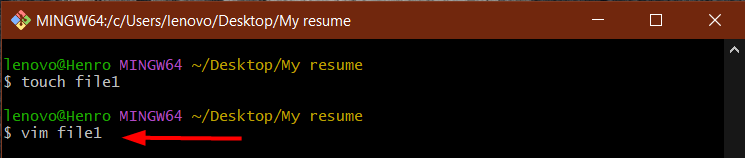 MINGW64:/c/Users/lenovo/Desktop/My resume
lenovo@Henro MINGW64 ~/Desktop/My resume
$ touch file1
lenovo@Henro MINGW64 ~/Desktop/My resume
$ vim file1